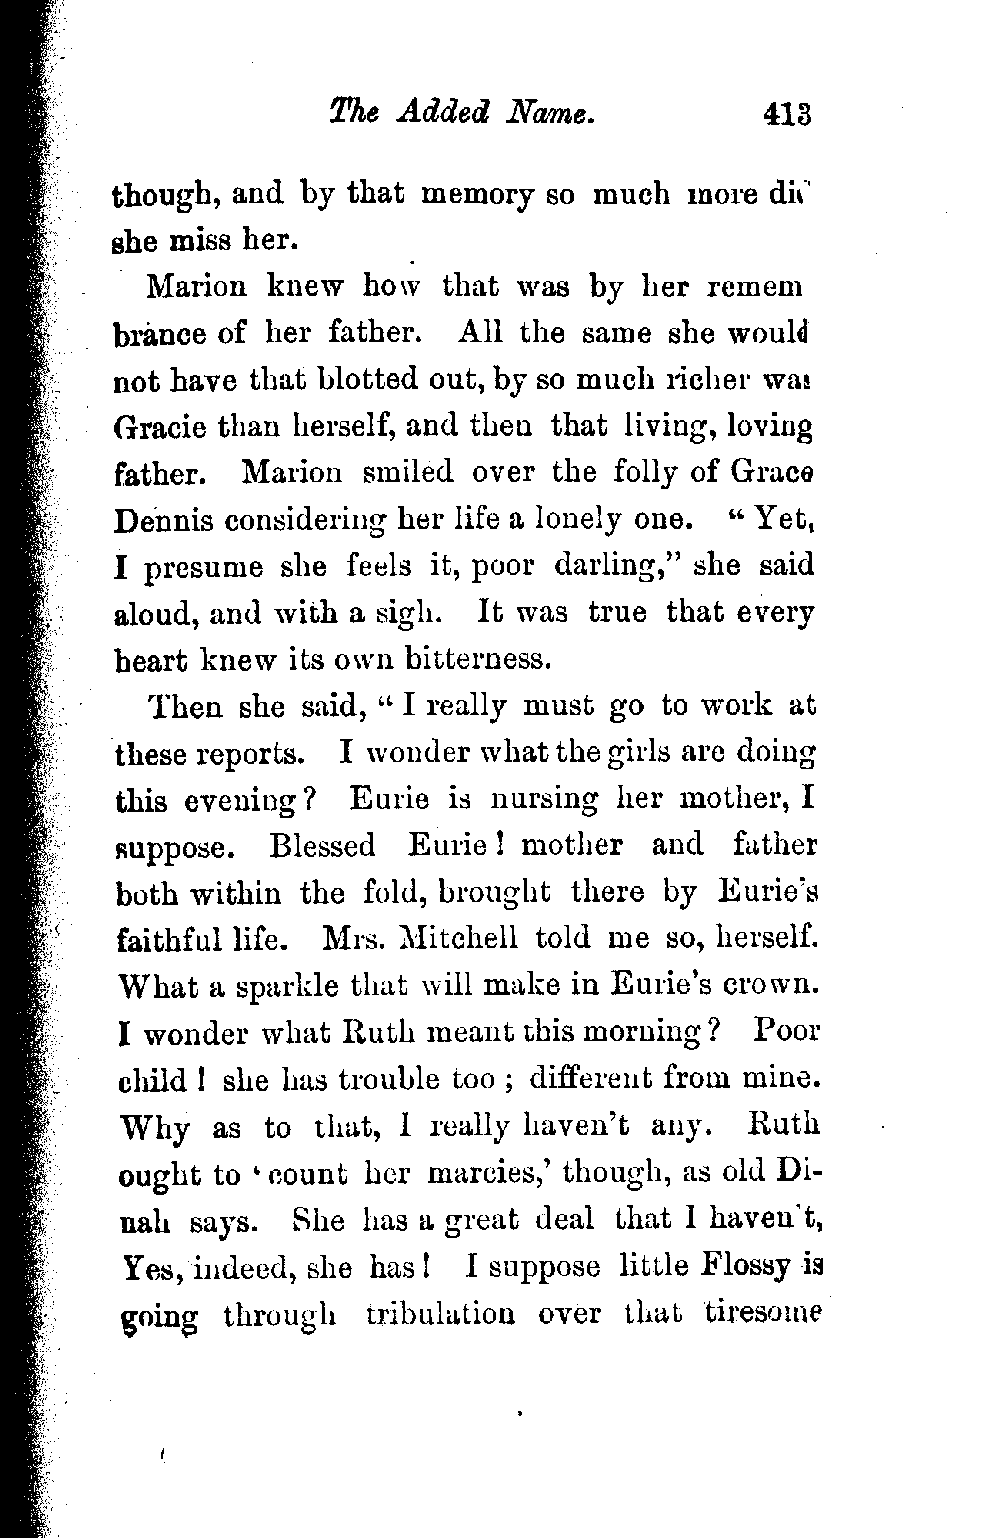 The Added Name. 413
though, and by that memory so much more did
she miss her.
Marion knew how that was by her remem
brance of her father. All the same she would
not have that blotted out, by so much richer was
Gracie than herself, and then that living, loving
father. Marion smiled over the folly of Grace
Dennis considering her life a lonely one. “ Yet,
I presume she feels it, poor darling,” she said
aloud, and with a sigh. It was true that every
heart knew its own bitterness.
Then she said, “ I really must go to work at
these reports. I wonder what the girls are doing
this evening? Eurie is nursing her mother, I
suppose. Blessed Eurie! mother and father
both within the fold, brought there by Eurie's
faithful life. Mrs. Mitchell told me so, herself.
What a sparkle that will make in Eurie's crown.
I wonder what Ruth meant this morning? Poor
child! she has trouble too; different from mine.
Why as to that, I really haven't any. Ruth
ought to ‘count her marcies,’ though, as old Di-
nah says. She has a great deal that I haven't,
Yes, indeed, she has! I suppose little Flossy is
going through tribulation over that tiresome